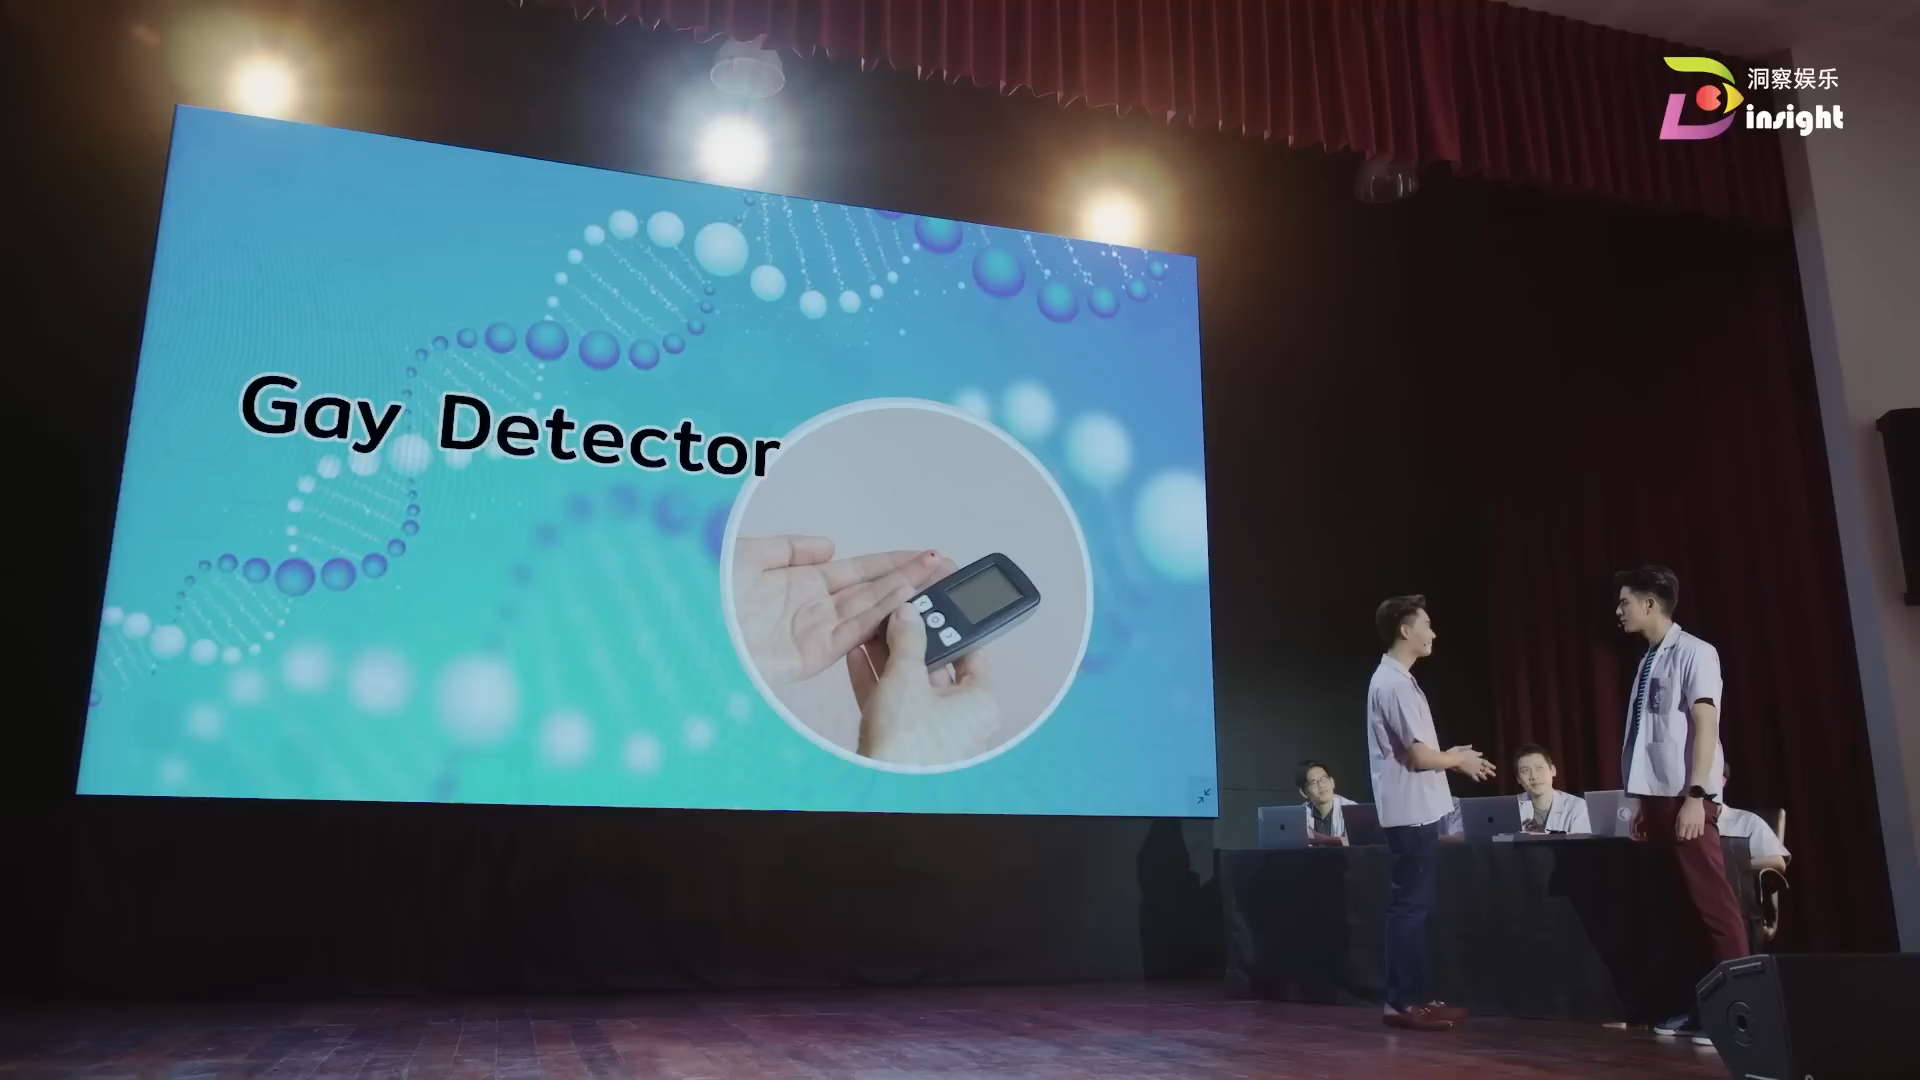 洞察娱乐
insight
Gay Detector